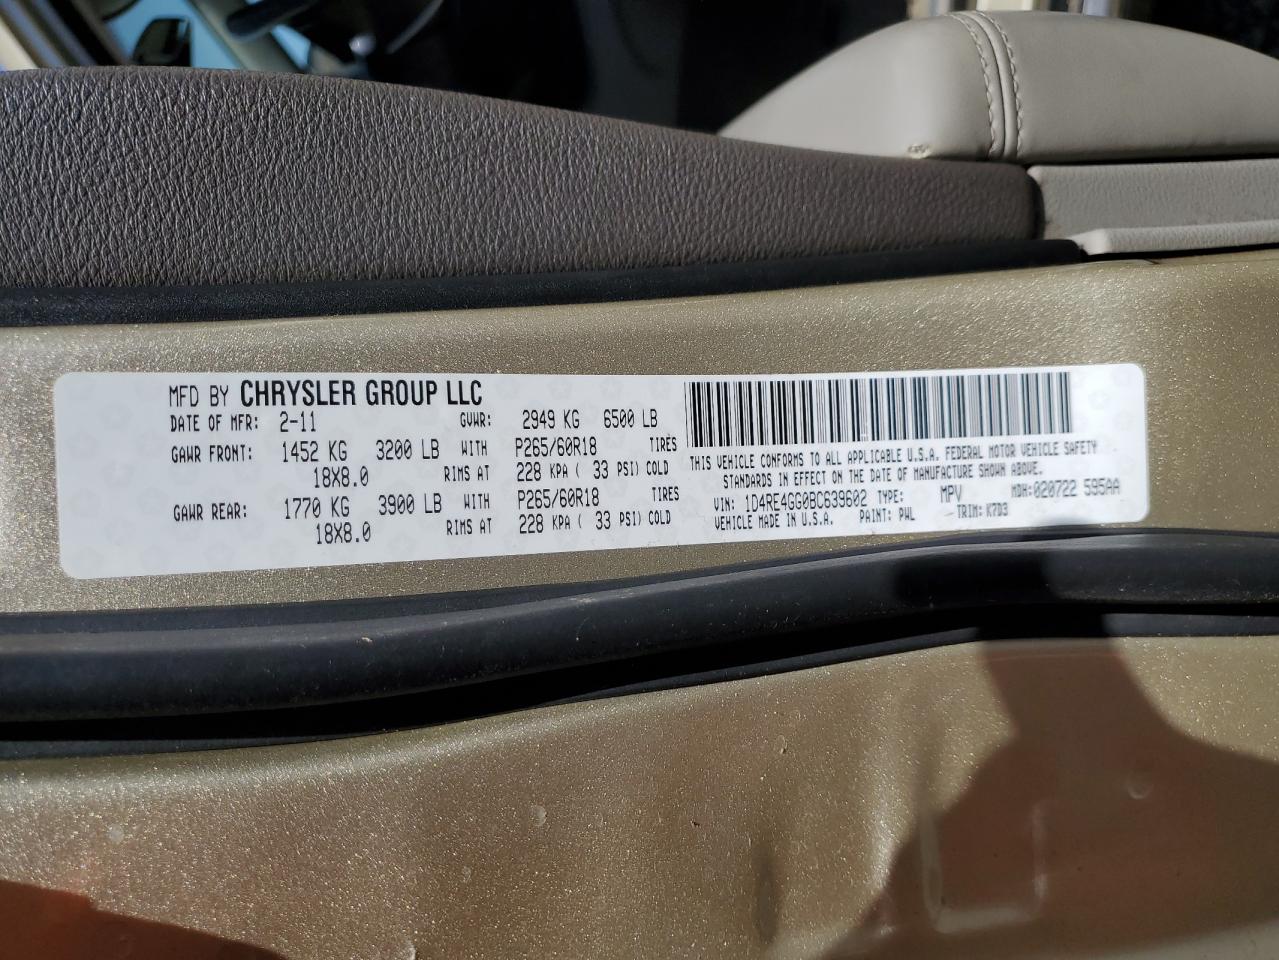 MFD BY CHRYSLER GROUP LLC
DATE OF MFR: 2-11 GVWR: 2949 KG 6500 LB
GAWR FRONT: 1452 KG 3200 LB WITH P265/60R18 TIRES
18X8.0 RIMS AT 228 KPA ( 33 PSI) COLD
GAWR REAR: 1770 KG 3900 LB WITH P265/60R18 TIRES
18X8.0 RIMS AT 228 KPA ( 33 PSI) COLD
THIS VEHICLE CONFORMS TO ALL APPLICABLE U.S.A. FEDERAL MOTOR VEHICLE SAFETY
STANDARDS IN EFFECT ON THE DATE OF MANUFACTURE SHOWN ABOVE.
VIN: 1D4RE4GG0BC639602 TYPE: MPV MDH:020722 595AA
VEHICLE MADE IN U.S.A. PAINT: PWL TRIM: K7D3